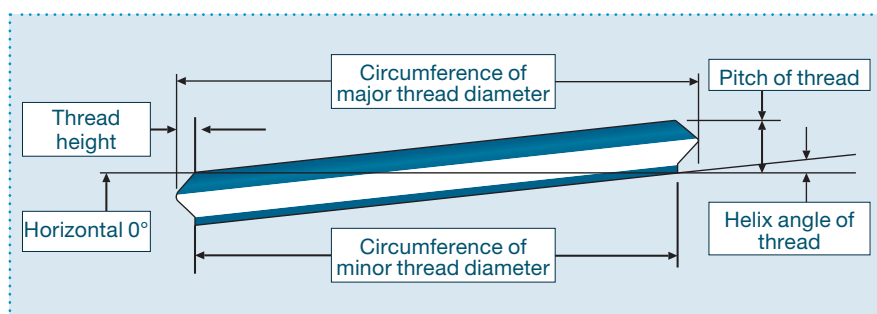 Circumference of
major thread diameter
Pitch of thread
Thread
height
Horizontal 0°
Circumference of
minor thread diameter
Helix angle of
thread